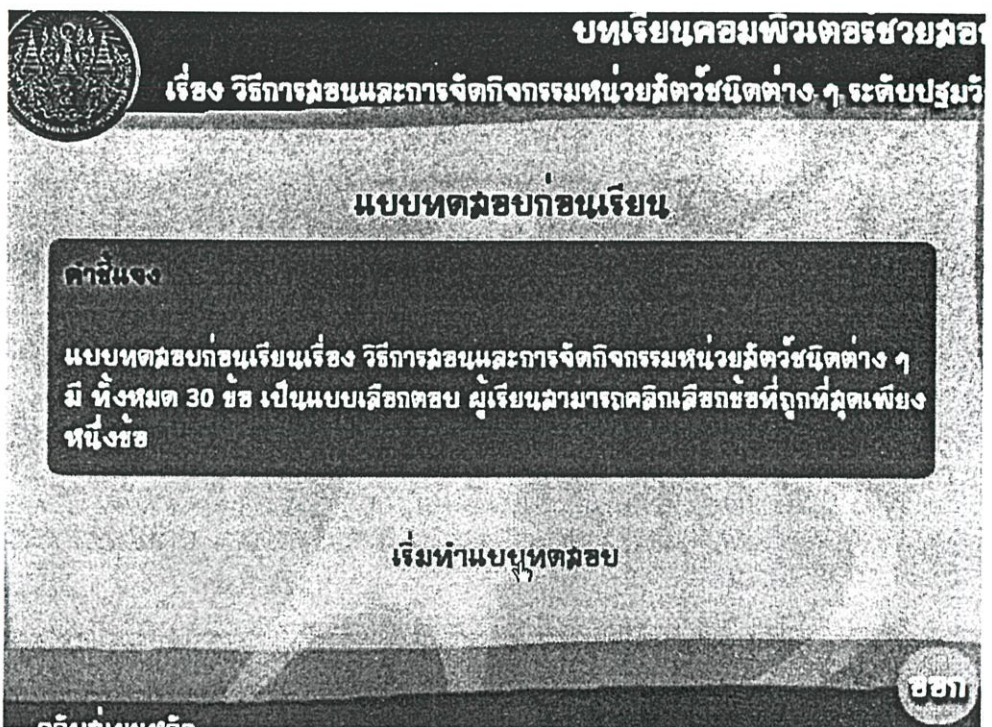 บทเรียนคอมพิวเตอร์ช่วยสอน
เรื่อง วิธีการสอนและการจัดกิจกรรมหน่วยสัตว์ชนิดต่าง ๆ ระดับปฐมวั
แบบทดสอบก่อนเรียน
คำชี้แจง
แบบทดสอบก่อนเรียนเรื่อง วิธีการสอนและการจัดกิจกรรมหน่วยสัตว์ชนิดต่าง ๆ
มี ทั้งหมด 30 ข้อ เป็นแบบเลือกตอบ ผู้เรียนสามารถคลิกเลือกข้อที่ถูกที่สุดเพียง
หนึ่งข้อ
เริ่มทำแบบทดสอบ
ออก